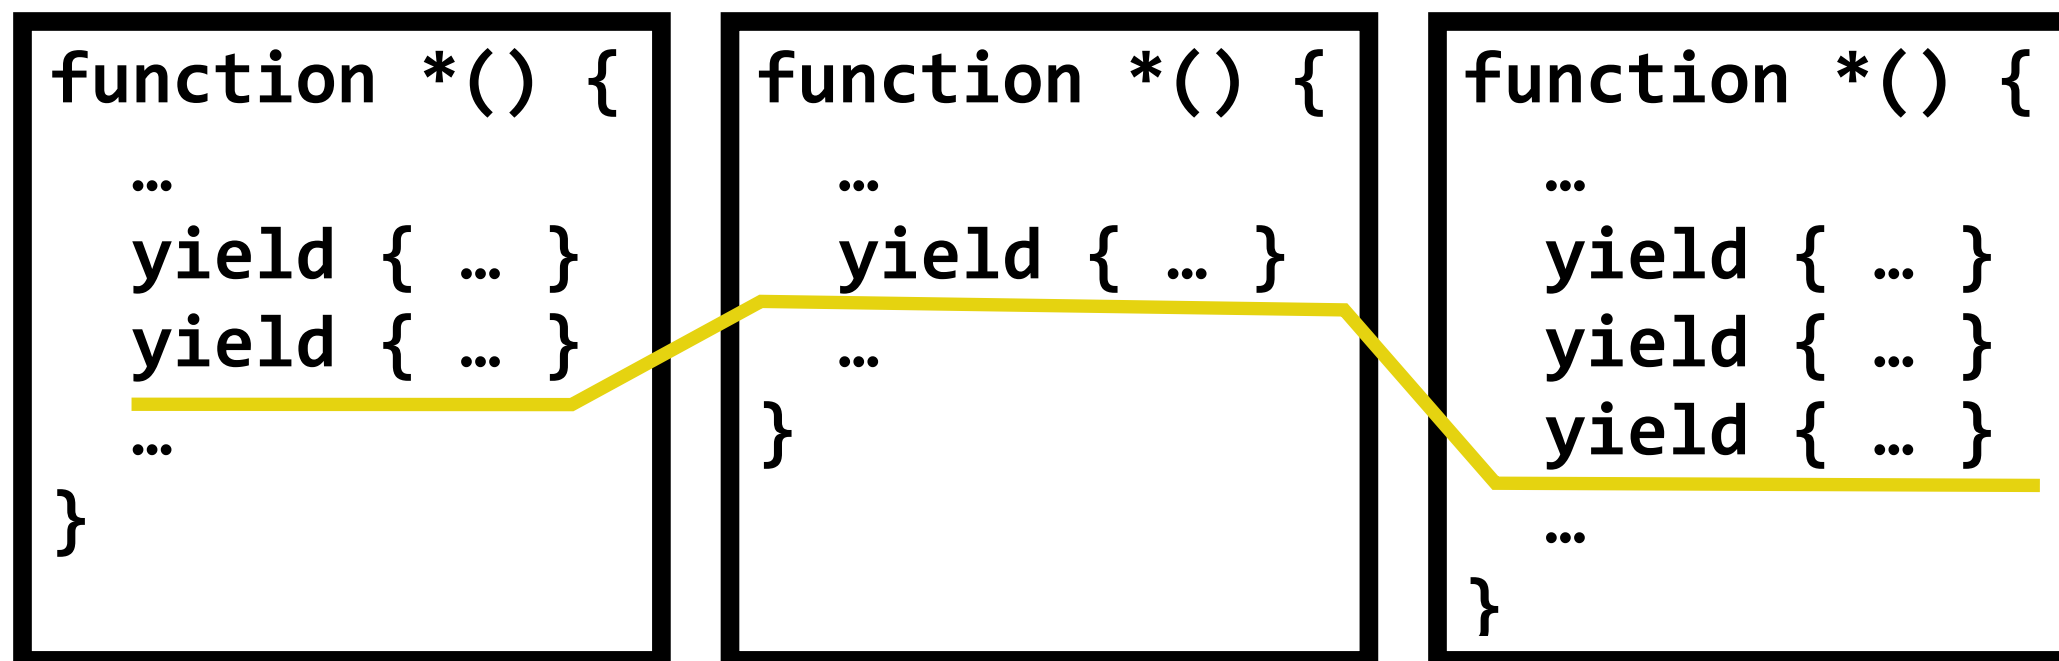 function *() {
…
yield { … }
yield { … }
…
}
function *() {
…
yield { … }
…
}
function *() {
…
yield { … }
yield { … }
yield { … }
…
}